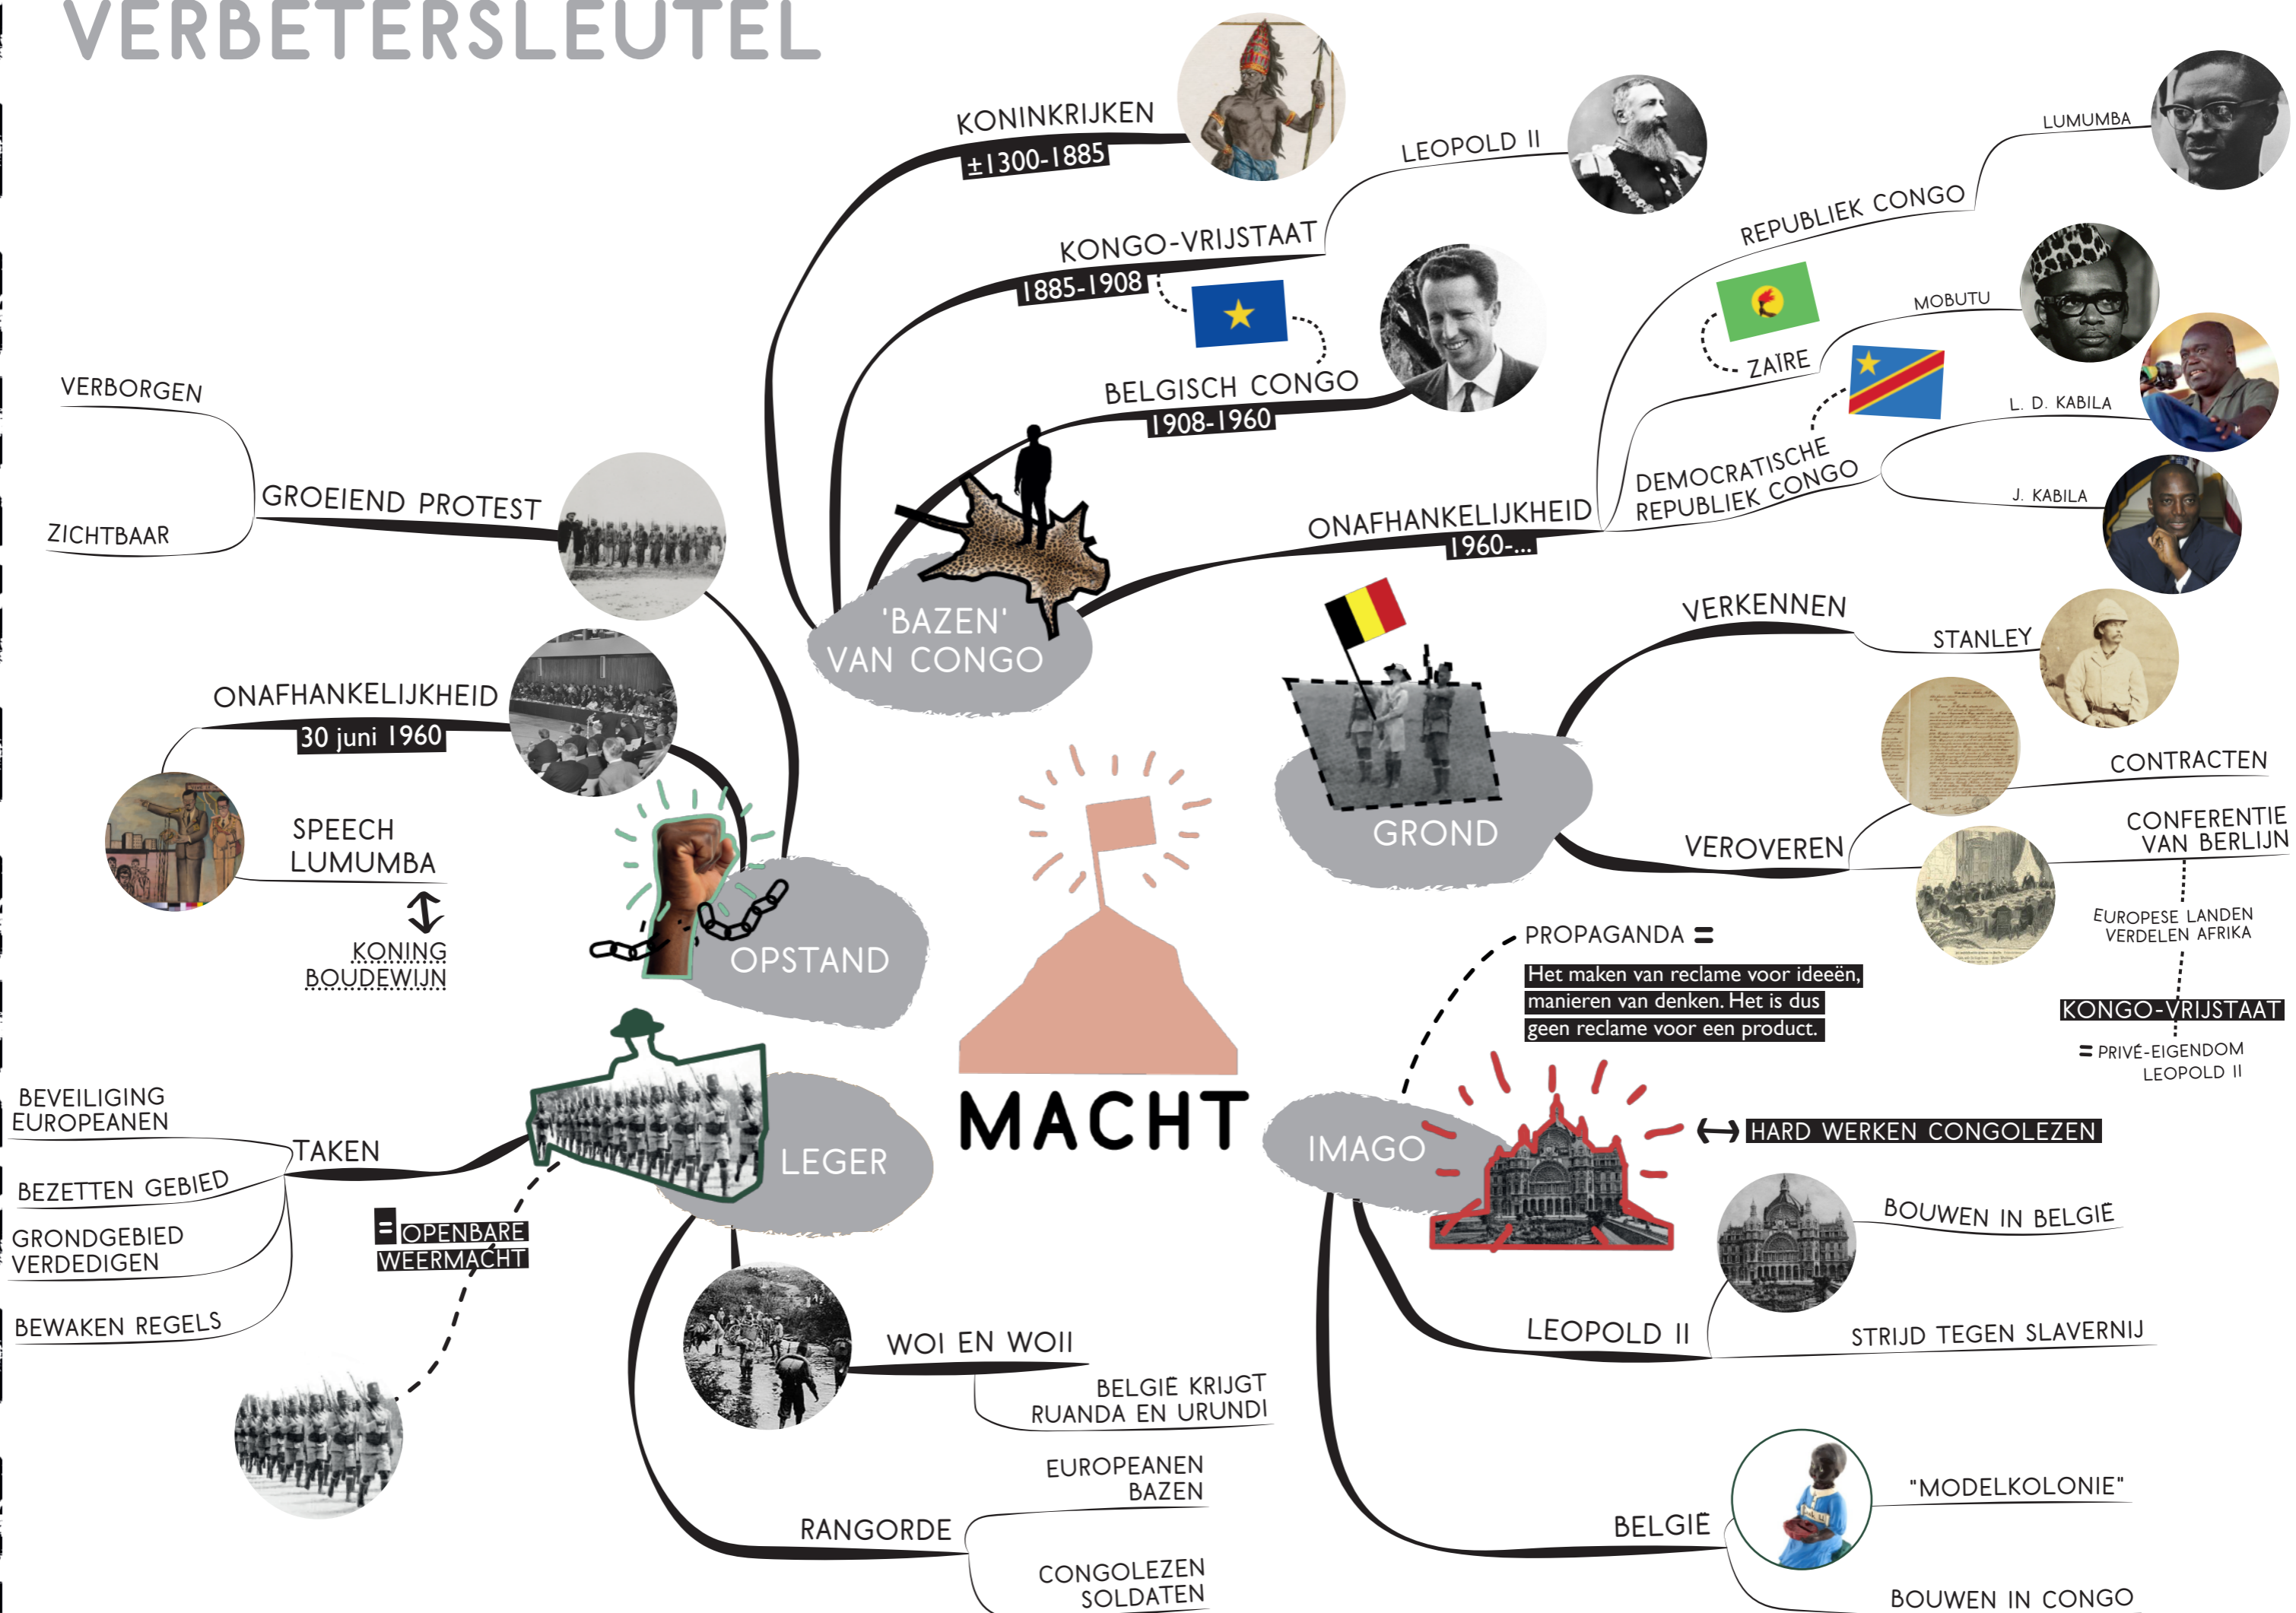 VERBETERSLEUTEL
KONINKRIJKEN
±1300-1885
LEOPOLD II
KONGO-VRIJSTAAT
1885-1908
BELGISCH CONGO
1908-1960
ONAFHANKELIJKHEID
1960-...
REPUBLIEK CONGO
LUMUMBA
ZAÏRE
MOBUTU
DEMOCRATISCHE
REPUBLIEK CONGO
L. D. KABILA
J. KABILA
'BAZEN'
VAN CONGO
VERBORGEN
ZICHTBAAR
GROEIEND PROTEST
ONAFHANKELIJKHEID
30 juni 1960
SPEECH
LUMUMBA
KONING
BOUDEWIJN
OPSTAND
VERKENNEN
STANLEY
GROND
VEROVEREN
CONTRACTEN
CONFERENTIE
VAN BERLIJN
EUROPESE LANDEN
VERDELEN AFRIKA
KONGO-VRIJSTAAT
= PRIVÉ-EIGENDOM
LEOPOLD II
MACHT
PROPAGANDA =
Het maken van reclame voor ideeën,
manieren van denken. Het is dus
geen reclame voor een product.
IMAGO
HARD WERKEN CONGOLEZEN
LEOPOLD II
BOUWEN IN BELGIË
STRIJD TEGEN SLAVERNIJ
BELGIË
"MODELKOLONIE"
BOUWEN IN CONGO
LEGER
TAKEN
BEVEILIGING
EUROPEANEN
BEZETTEN GEBIED
GRONDGEBIED
VERDEDIGEN
BEWAKEN REGELS
= OPENBARE
WEERMACHT
WOI EN WOII
BELGIË KRIJGT
RUANDA EN URUNDI
RANGORDE
EUROPEANEN
BAZEN
CONGOLEZEN
SOLDATEN